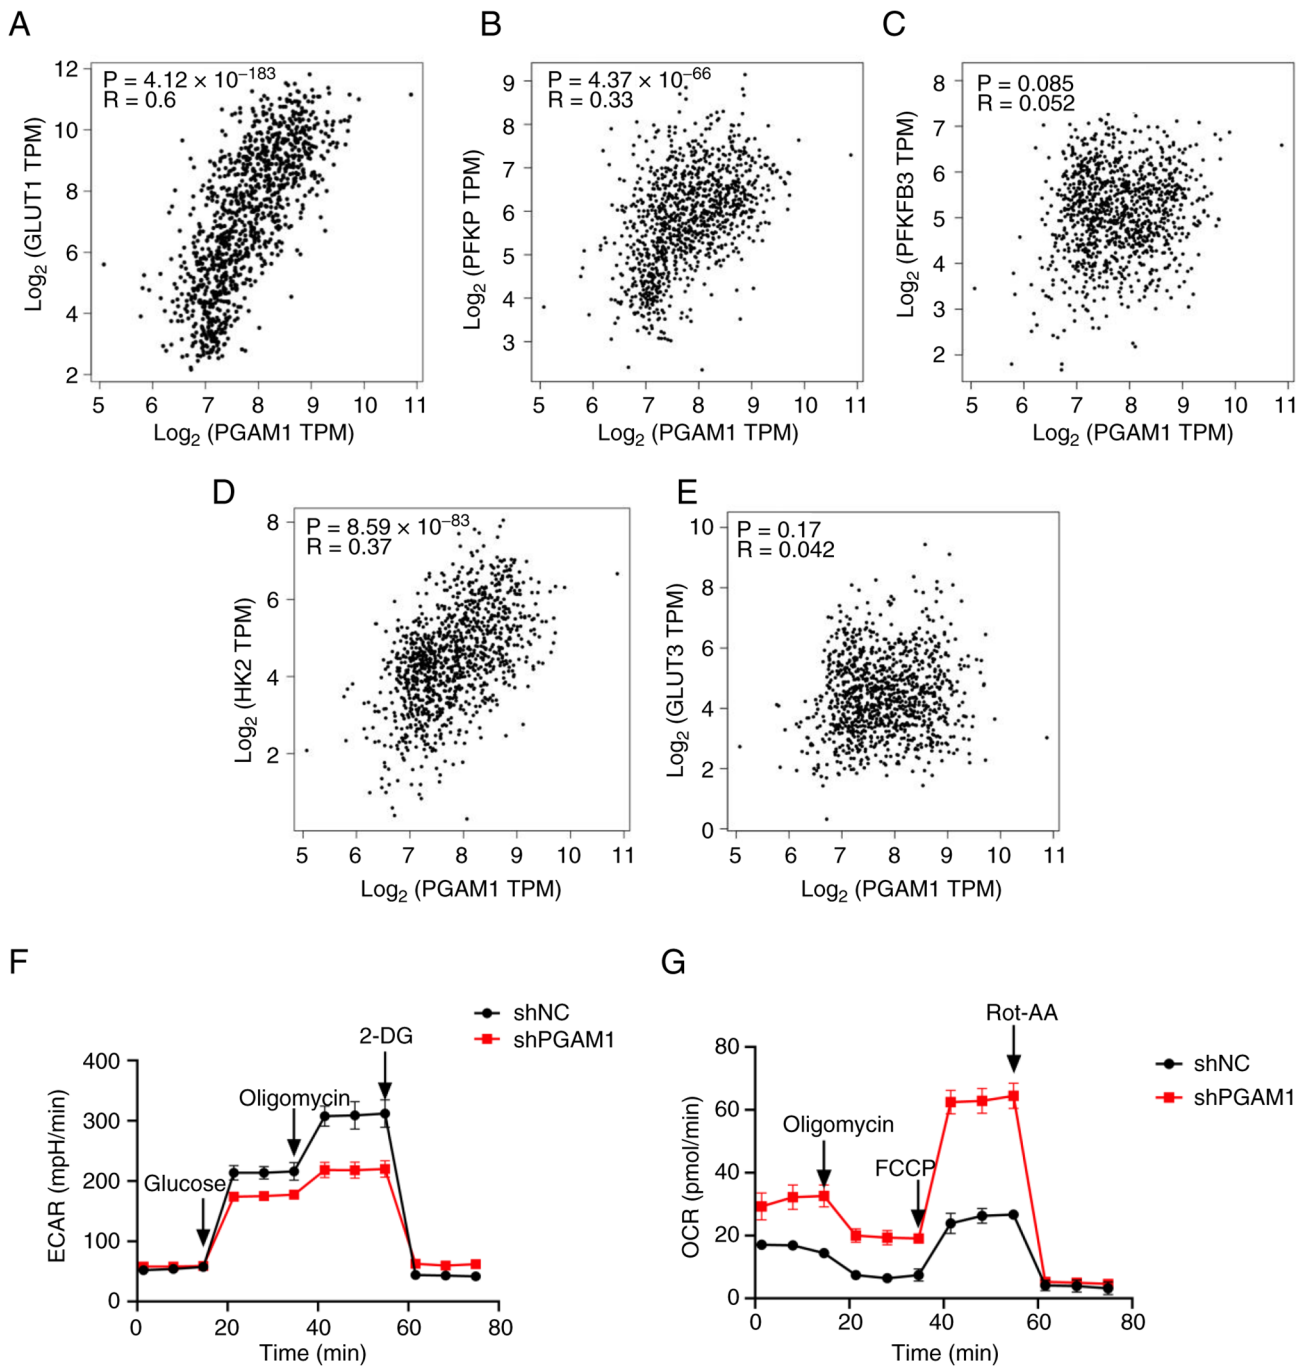 A
P = 4.12 × 10⁻¹⁸³
R = 0.6
Log₂ (GLUT1 TPM)
12
10
8
6
4
2
5 6 7 8 9 10 11
Log₂ (PGAM1 TPM)
B
P = 4.37 × 10⁻⁶⁶
R = 0.33
Log₂ (PFKP TPM)
9
8
7
6
5
4
3
5 6 7 8 9 10 11
Log₂ (PGAM1 TPM)
C
P = 0.085
R = 0.052
Log₂ (PFKFB3 TPM)
8
7
6
5
4
3
2
5 6 7 8 9 10 11
Log₂ (PGAM1 TPM)
D
P = 8.59 × 10⁻⁸³
R = 0.37
Log₂ (HK2 TPM)
8
6
4
2
5 6 7 8 9 10 11
Log₂ (PGAM1 TPM)
E
P = 0.17
R = 0.042
Log₂ (GLUT3 TPM)
10
8
6
4
2
0
5 6 7 8 9 10 11
Log₂ (PGAM1 TPM)
F
shNC
shPGAM1
2-DG
Oligomycin
Glucose
ECAR (mpH/min)
400
300
200
100
0
0 20 40 60 80
Time (min)
G
Rot-AA
shNC
shPGAM1
Oligomycin
FCCP
OCR (pmol/min)
80
60
40
20
0
0 20 40 60 80
Time (min)